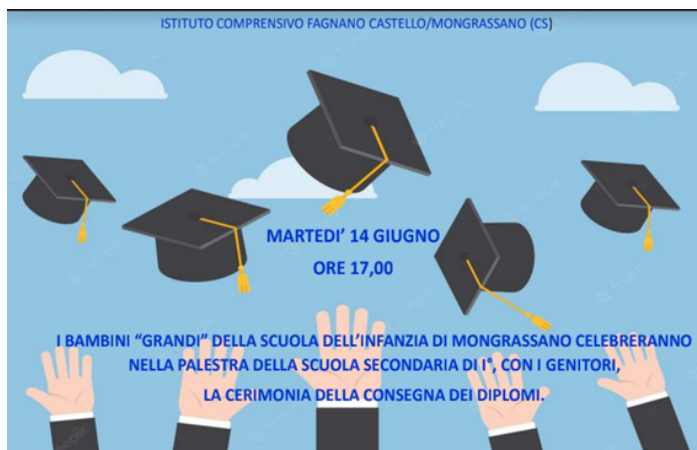 ISTITUTO COMPRENSIVO FAGNANO CASTELLO/MONGRASSANO (CS)
MARTEDI’ 14 GIUGNO
ORE 17,00
I BAMBINI “GRANDI” DELLA SCUOLA DELL’INFANZIA DI MONGRASSANO CELEBRERANNO
NELLA PALESTRA DELLA SCUOLA SECONDARIA DI I°, CON I GENITORI,
LA CERIMONIA DELLA CONSEGNA DEI DIPLOMI.